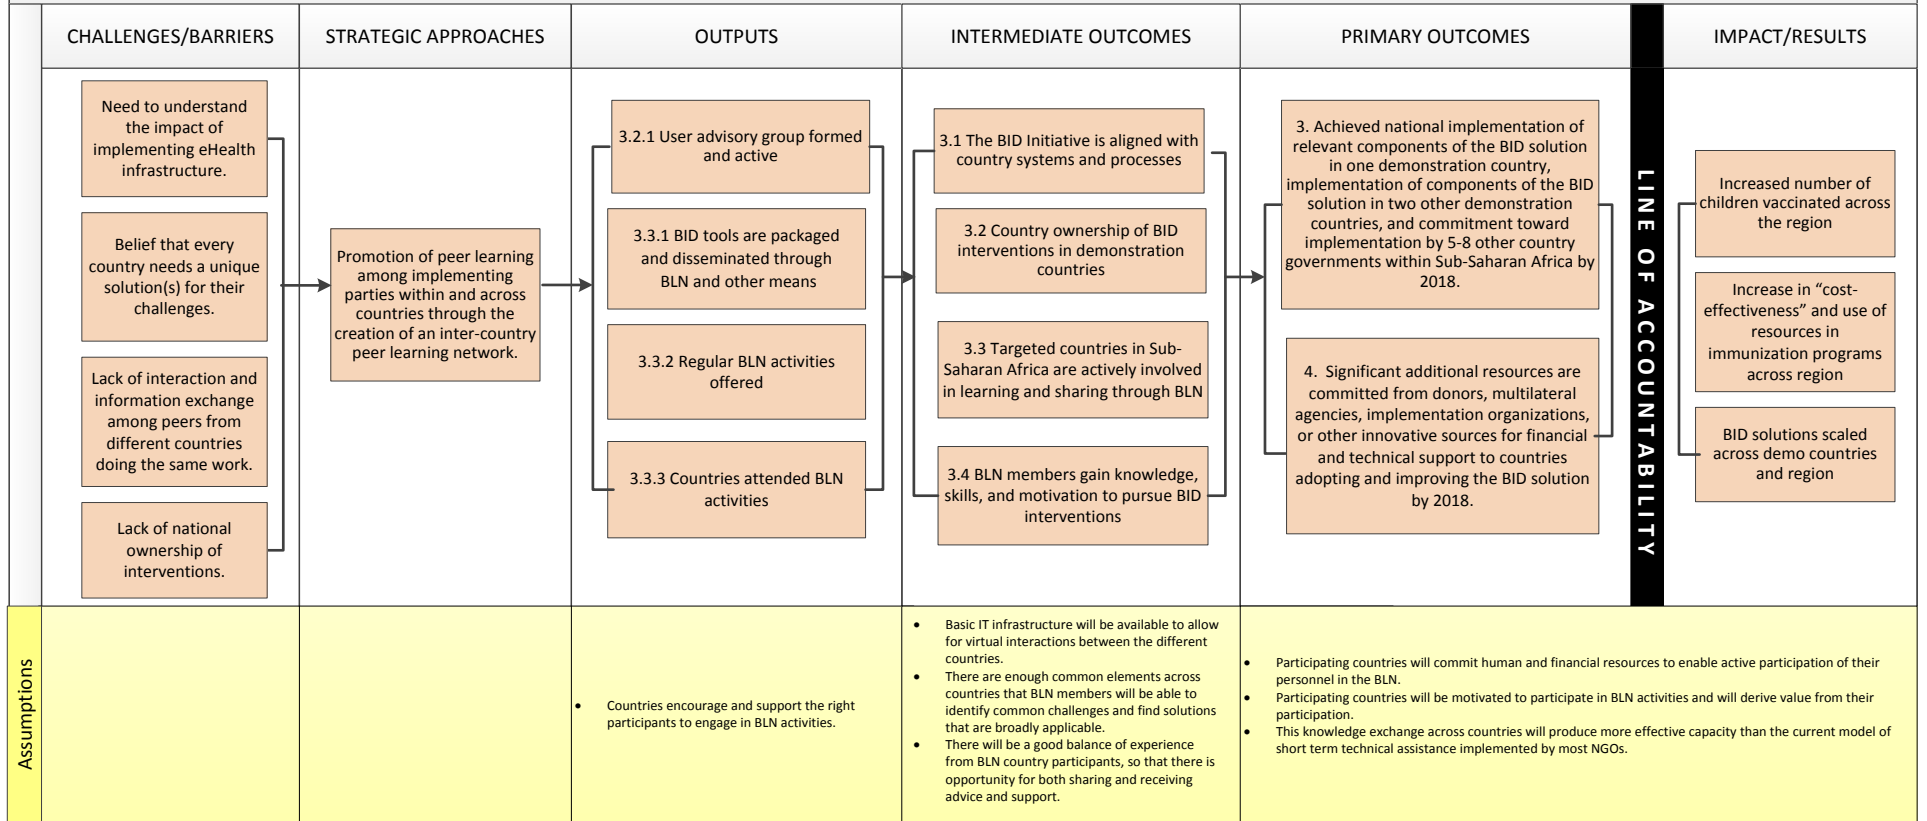 CHALLENGES/BARRIERS
STRATEGIC APPROACHES
OUTPUTS
INTERMEDIATE OUTCOMES
PRIMARY OUTCOMES
IMPACT/RESULTS
Need to understand
the impact of
implementing eHealth
infrastructure.
Belief that every
country needs a unique
solution(s) for their
challenges.
Lack of interaction and
information exchange
among peers from
different countries
doing the same work.
Lack of national
ownership of
interventions.
Promotion of peer learning
among implementing
parties within and across
countries through the
creation of an inter-country
peer learning network.
3.2.1 User advisory group formed
and active
3.3.1 BID tools are packaged
and disseminated through
BLN and other means
3.3.2 Regular BLN activities
offered
3.3.3 Countries attended BLN
activities
3.1 The BID Initiative is aligned with
country systems and processes
3.2 Country ownership of BID
interventions in demonstration
countries
3.3 Targeted countries in Sub-
Saharan Africa are actively involved
in learning and sharing through BLN
3.4 BLN members gain knowledge,
skills, and motivation to pursue BID
interventions
3. Achieved national implementation of
relevant components of the BID solution
in one demonstration country,
implementation of components of the BID
solution in two other demonstration
countries, and commitment toward
implementation by 5-8 other country
governments within Sub-Saharan Africa by
2018.
4. Significant additional resources are
committed from donors, multilateral
agencies, implementation organizations,
or other innovative sources for financial
and technical support to countries
adopting and improving the BID solution
by 2018.
LINE OF ACCOUNTABILITY
Increased number of
children vaccinated across
the region
Increase in “cost-
effectiveness” and use of
resources in
immunization programs
across region
BID solutions scaled
across demo countries
and region
Assumptions
• Countries encourage and support the right
participants to engage in BLN activities.
• Basic IT infrastructure will be available to allow
for virtual interactions between the different
countries.
• There are enough common elements across
countries that BLN members will be able to
identify common challenges and find solutions
that are broadly applicable.
• There will be a good balance of experience
from BLN country participants, so that there is
opportunity for both sharing and receiving
advice and support.
• Participating countries will commit human and financial resources to enable active participation of their
personnel in the BLN.
• Participating countries will be motivated to participate in BLN activities and will derive value from their
participation.
• This knowledge exchange across countries will produce more effective capacity than the current model of
short term technical assistance implemented by most NGOs.